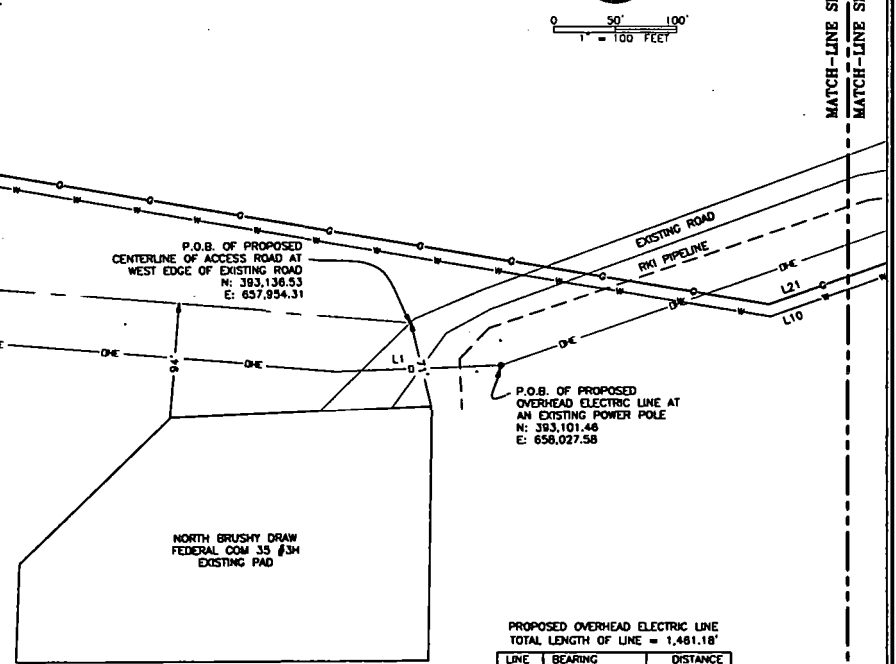 0 50' 100'
1" = 100 FEET
MATCH-LINE
MATCH-LINE
G G G G G G G G G
W W W W W W W W W W W W W W
P.O.B. OF PROPOSED
CENTERLINE OF ACCESS ROAD AT
WEST EDGE OF EXISTING ROAD
N: 393,136.53
E: 657,954.31
EXISTING ROAD
RKI PIPELINE
OHE
OHE
L21
L10
OHE
OHE
OHE
94'
L1
71'
P.O.B. OF PROPOSED
OVERHEAD ELECTRIC LINE AT
AN EXISTING POWER POLE
N: 393,101.46
E: 658,027.58
NORTH BRUSHY DRAW
FEDERAL COM 35 #3H
EXISTING PAD
PROPOSED OVERHEAD ELECTRIC LINE
TOTAL LENGTH OF LINE = 1,461.18'
LINE BEARING DISTANCE